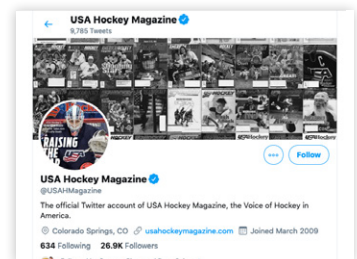 USA Hockey Magazine
9,785 Tweets
RAISING
THE
USA
USA Hockey Magazine
Follow
@USAHMagazine
The official Twitter account of USA Hockey Magazine, the Voice of Hockey in
America.
Colorado Springs, CO usahockeymagazine.com Joined March 2009
634 Following 26.9K Followers